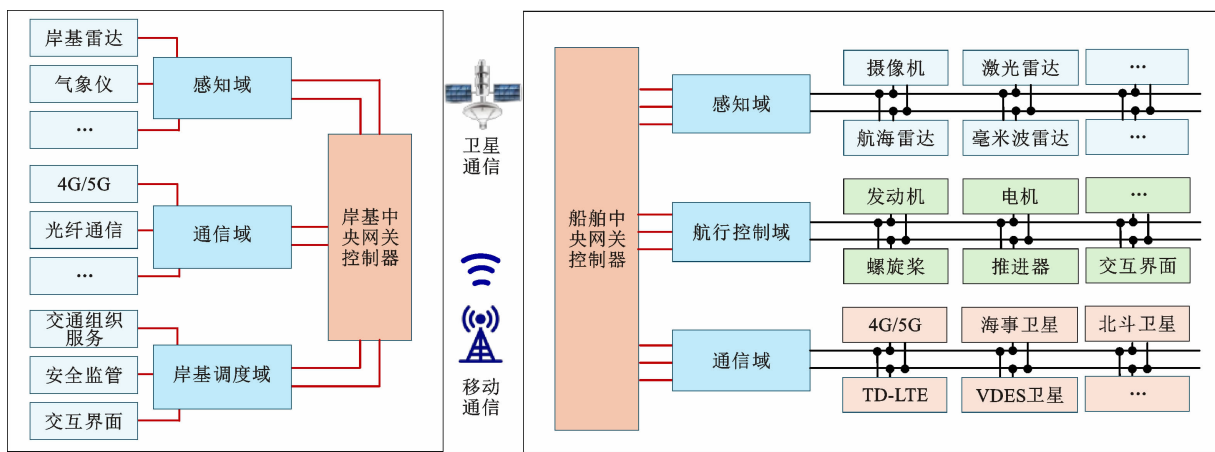 岸基雷达
气象仪
…
感知域
4G/5G
光纤通信
…
通信域
交通组织
服务
安全监管
交互界面
岸基调度域
岸基中
央网关
控制器
卫星
通信
移动
通信
船舶中
央网关
控制器
感知域
摄像机
激光雷达
…
航海雷达
毫米波雷达
…
航行控制域
发动机
电机
…
螺旋桨
推进器
交互界面
通信域
4G/5G
海事卫星
北斗卫星
TD-LTE
VDES卫星
…